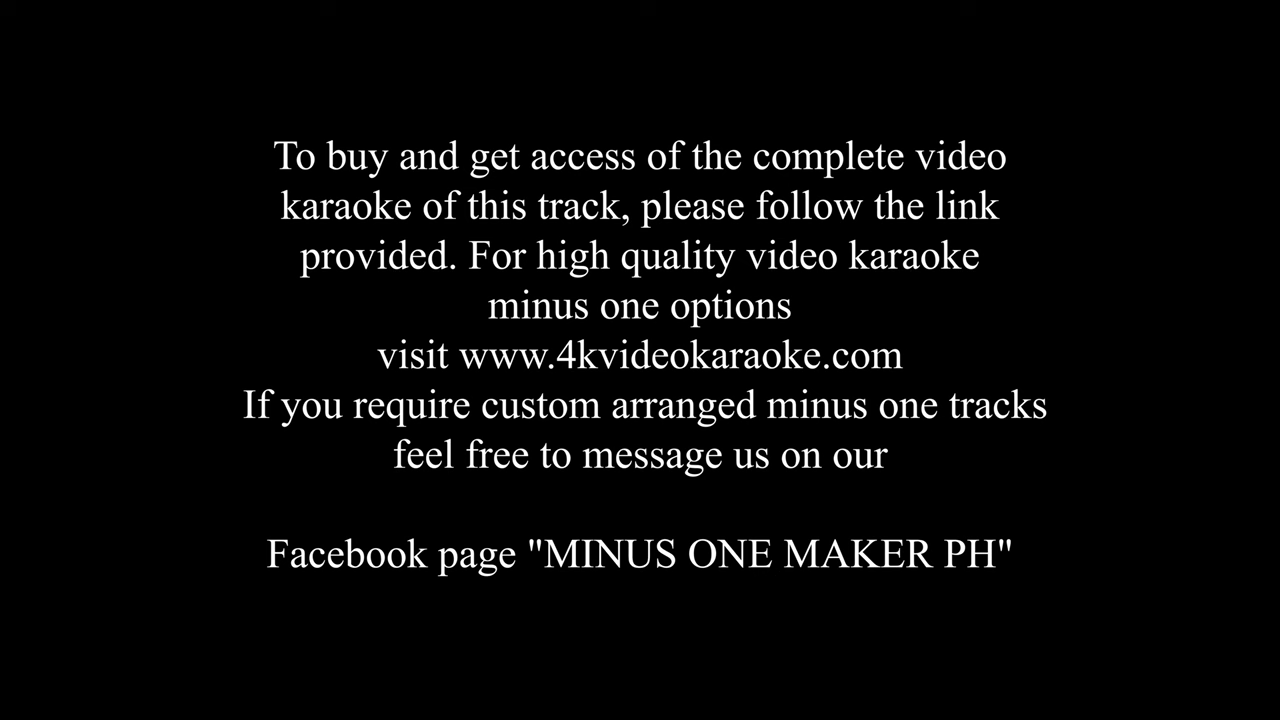 To buy and get access of the complete video
karaoke of this track, please follow the link
provided. For high quality video karaoke
minus one options
visit www.4kvideokaraoke.com
If you require custom arranged minus one tracks
feel free to message us on our
Facebook page "MINUS ONE MAKER PH"